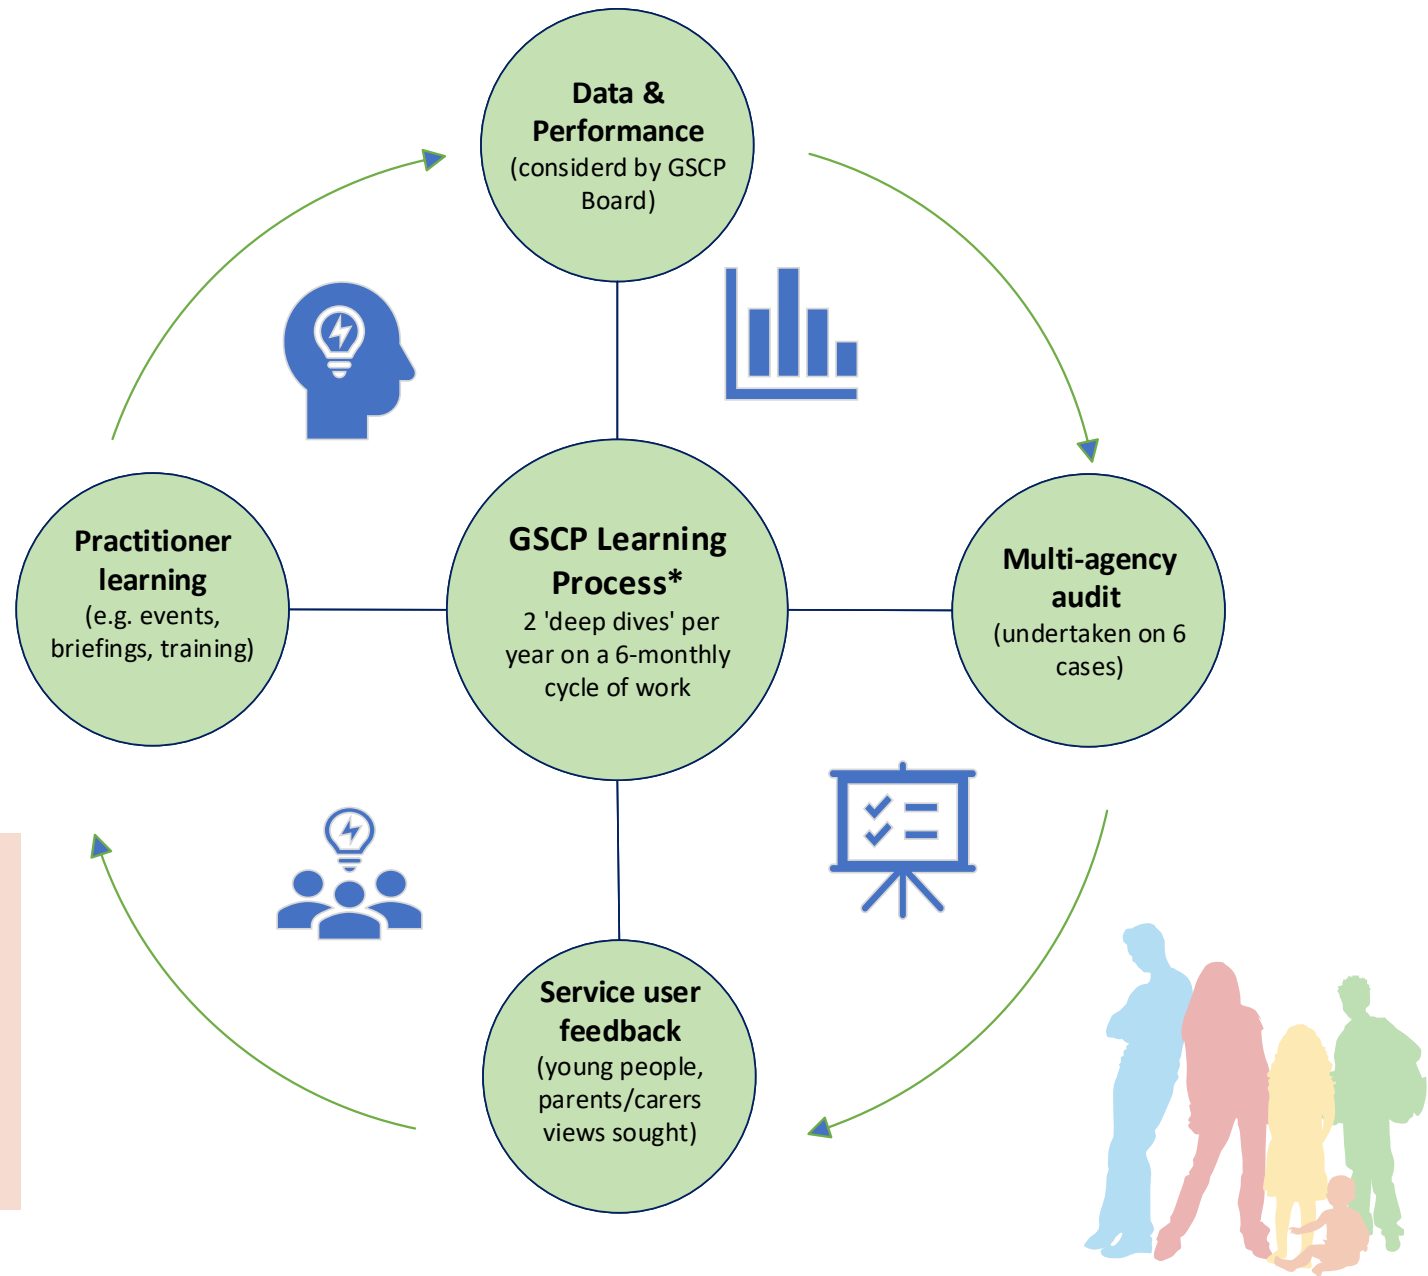 Data &
Performance
(considerd by GSCP
Board)
GSCP Learning
Process*
2 'deep dives' per
year on a 6-monthly
cycle of work
Practitioner
learning
(e.g. events,
briefings, training)
Multi-agency
audit
(undertaken on 6
cases)
Service user
feedback
(young people,
parents/carers
views sought)